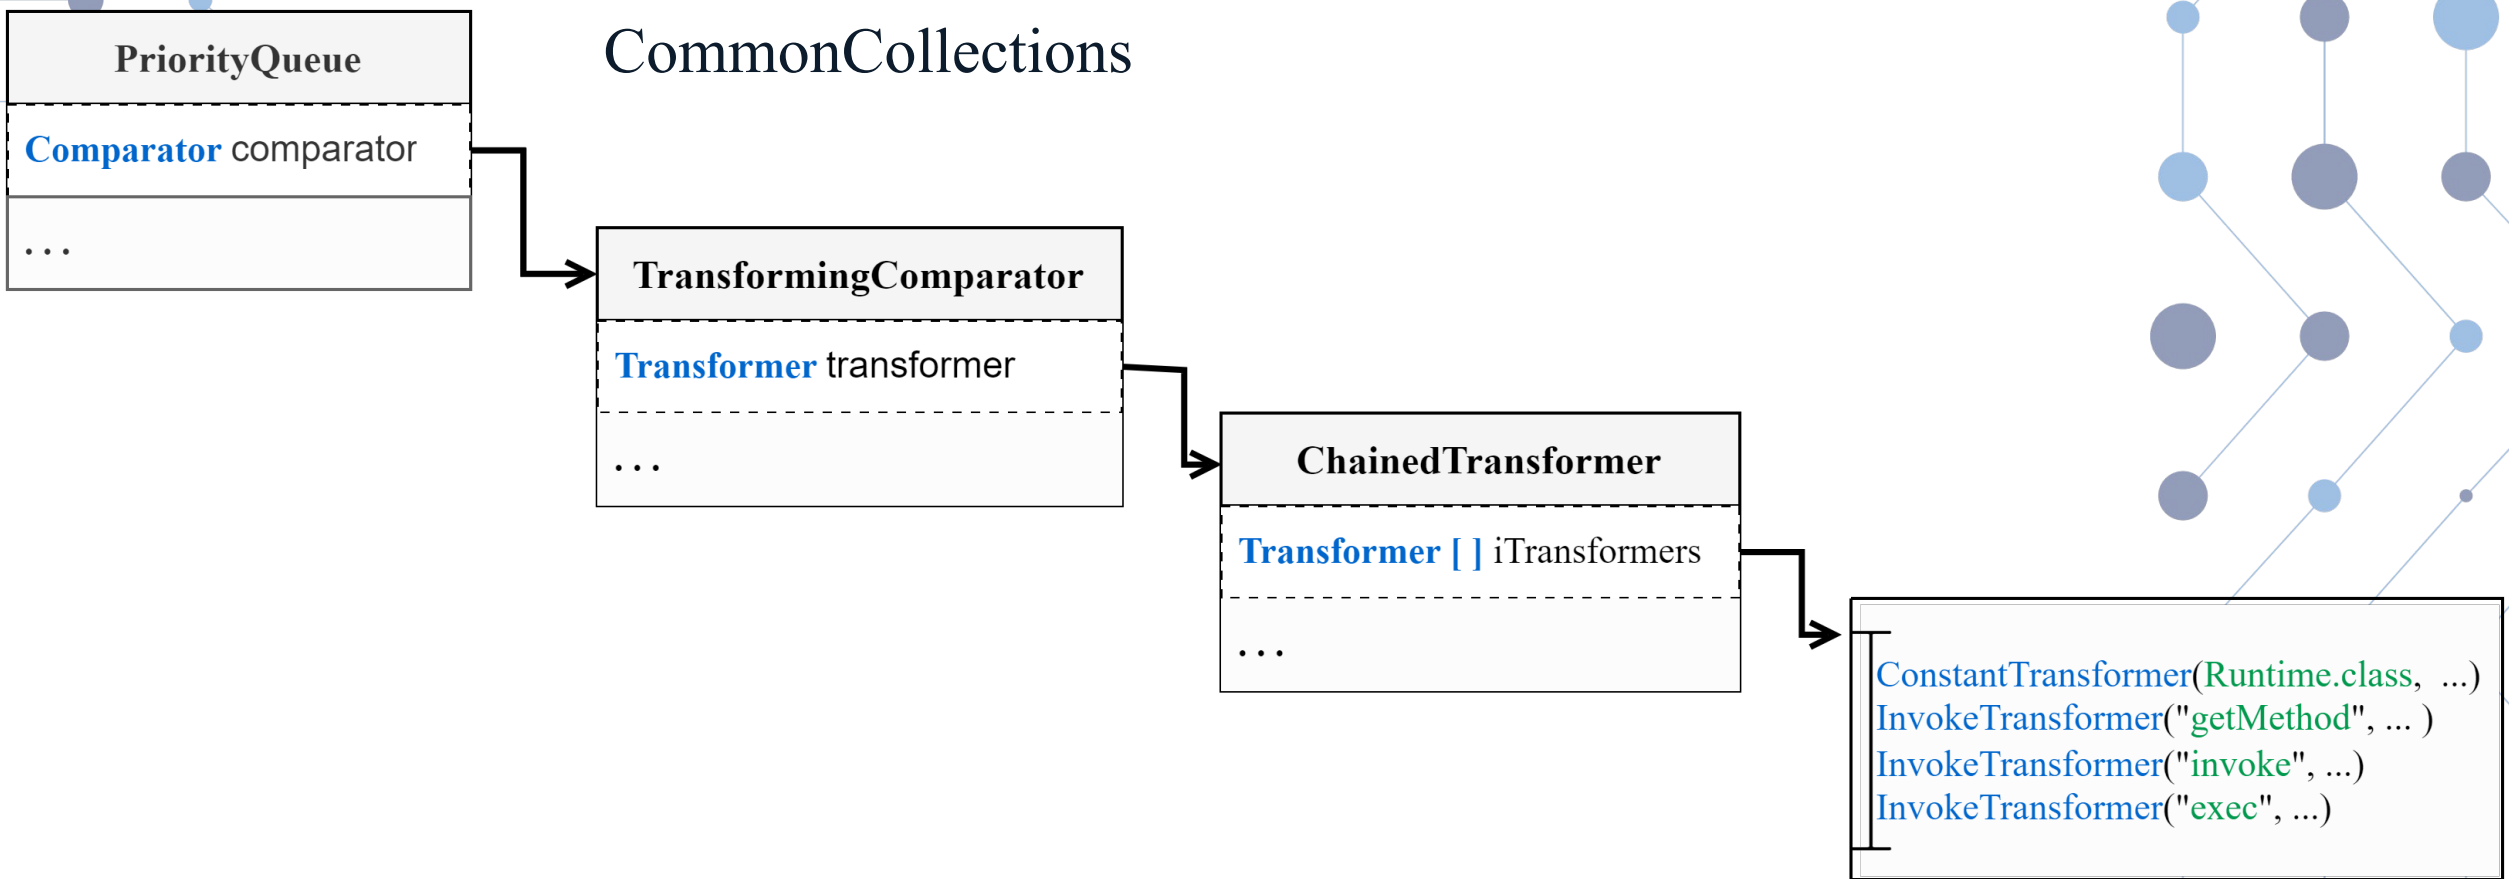 CommonCollections
PriorityQueue
Comparator comparator
...
TransformingComparator
Transformer transformer
...
ChainedTransformer
Transformer [ ] iTransformers
...
ConstantTransformer(Runtime.class, ...)
InvokeTransformer("getMethod", ... )
InvokeTransformer("invoke", ...)
InvokeTransformer("exec", ...)